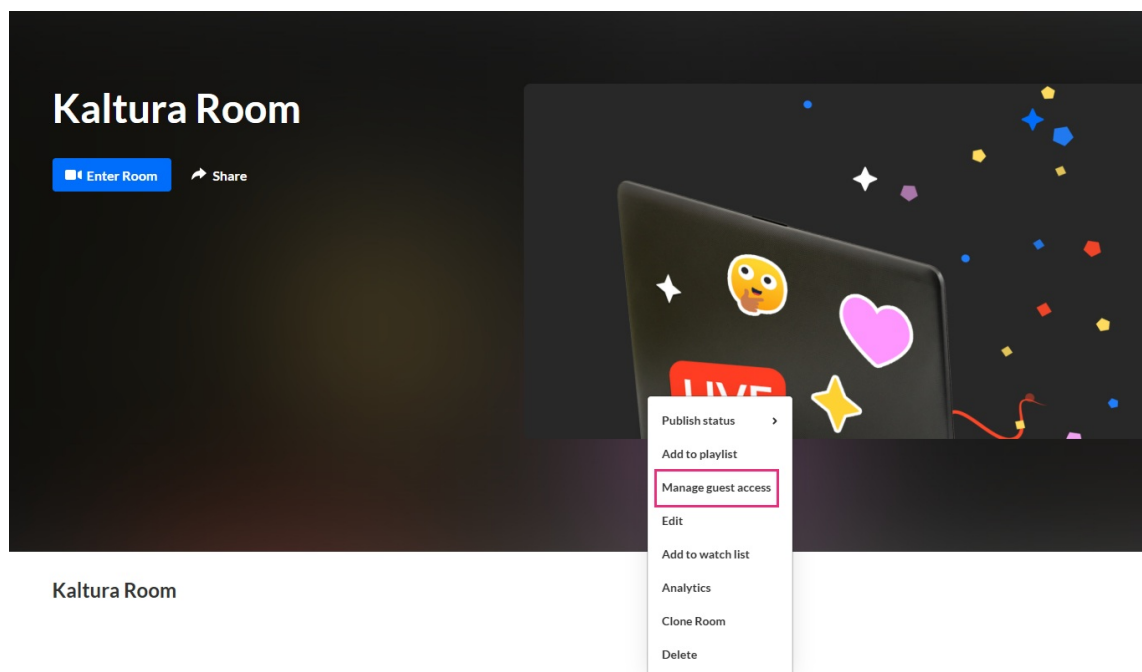 Kaltura Room
Enter Room
Share
LIVE
Publish status
Add to playlist
Manage guest access
Edit
Add to watch list
Analytics
Clone Room
Delete
Kaltura Room